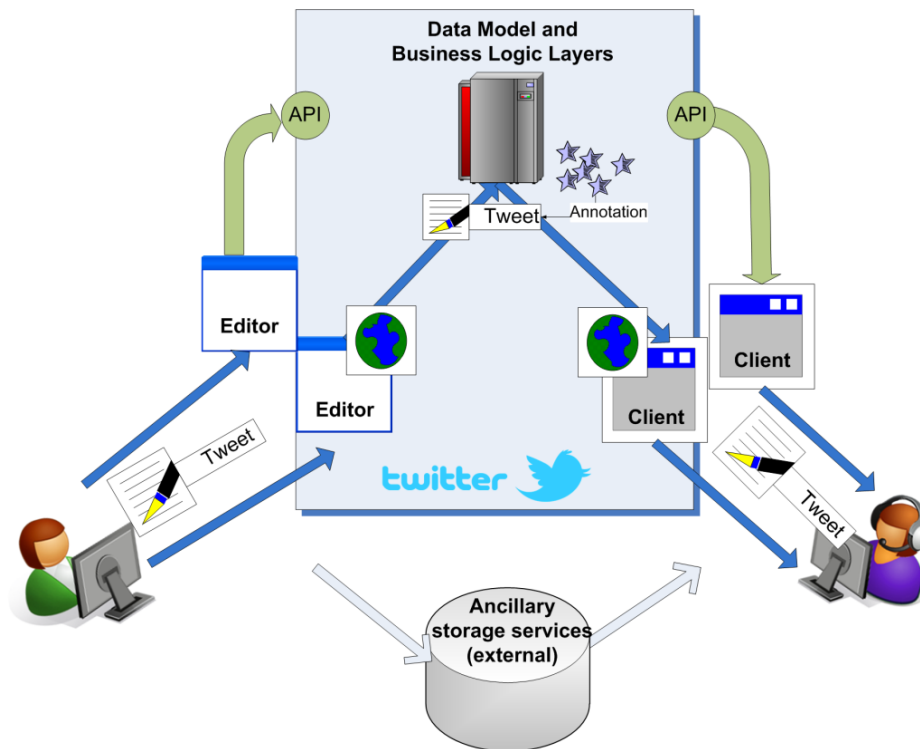 Data Model and
Business Logic Layers
API
API
Tweet
Annotation
Editor
Editor
Client
Client
Tweet
Tweet
twitter
Ancillary
storage services
(external)